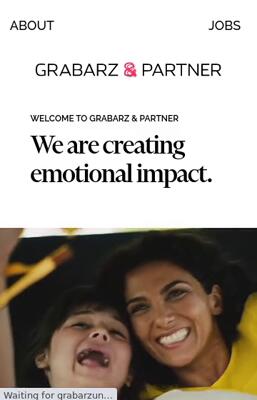 ABOUT JOBS
GRABARZ & PARTNER
WELCOME TO GRABARZ & PARTNER
We are creating
emotional impact.
Waiting for grabarzun...